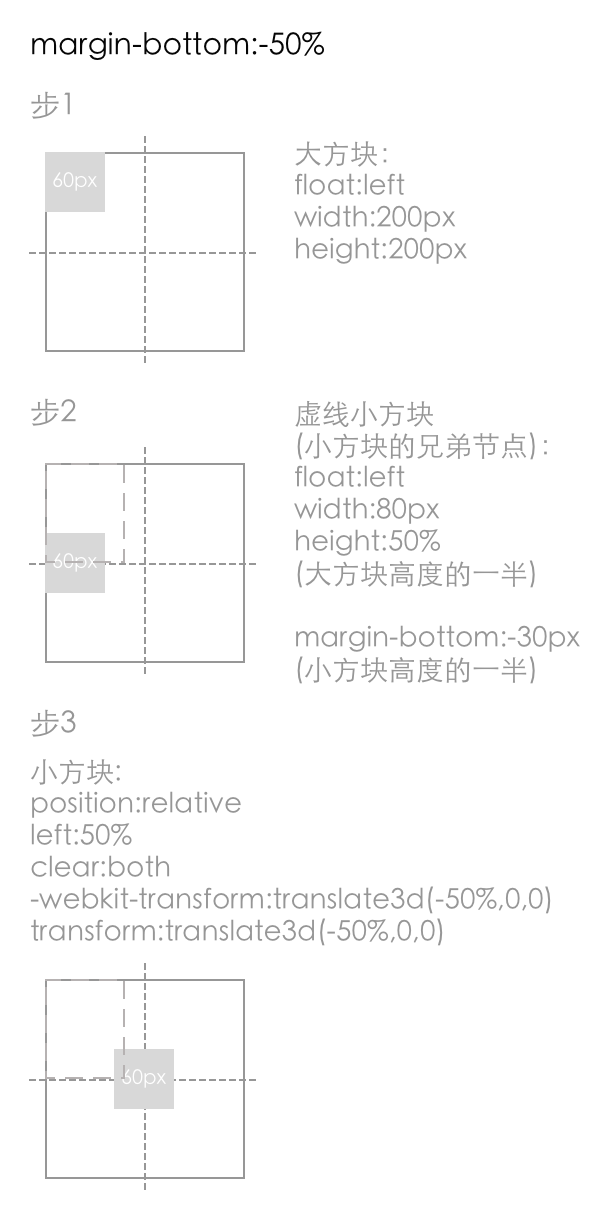 margin-bottom:-50%
步1
60px
大方块:
float:left
width:200px
height:200px
步2
60px
虚线小方块
(小方块的兄弟节点):
float:left
width:80px
height:50%
(大方块高度的一半)
margin-bottom:-30px
(小方块高度的一半)
步3
小方块:
position:relative
left:50%
clear:both
-webkit-transform:translate3d(-50%,0,0)
transform:translate3d(-50%,0,0)
60px